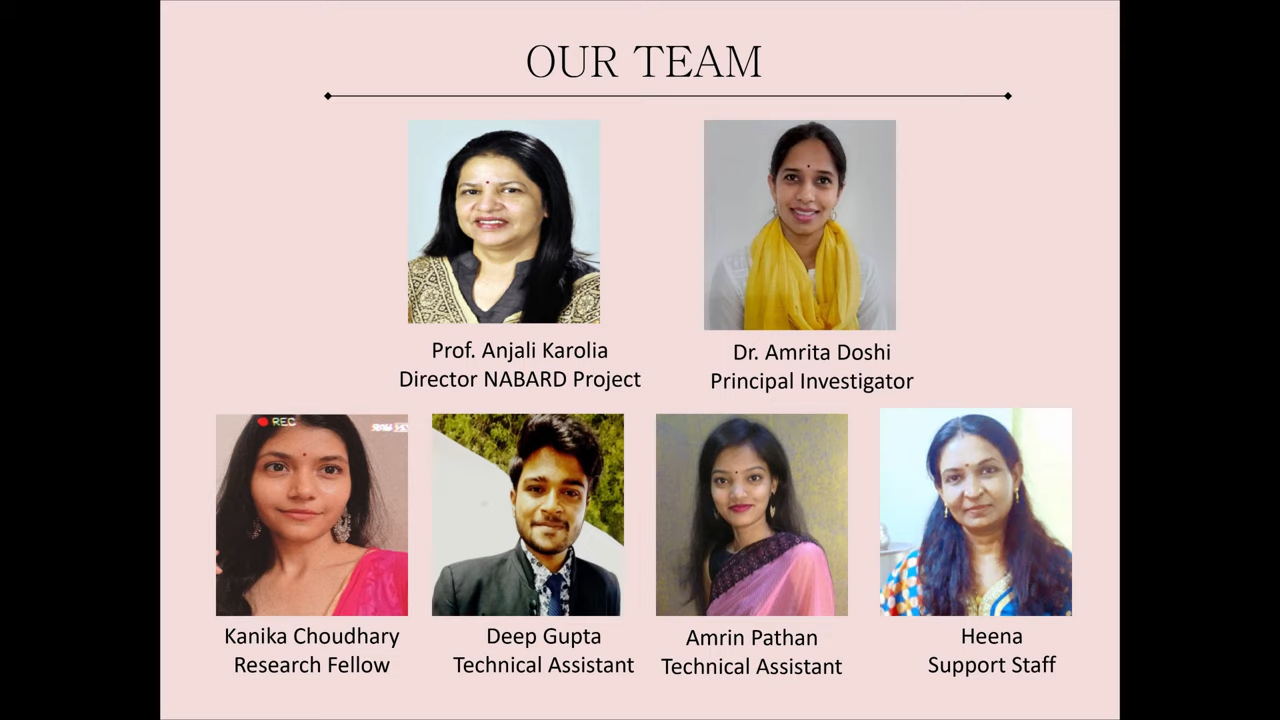 OUR TEAM
Prof. Anjali Karolia
Director NABARD Project
Dr. Amrita Doshi
Principal Investigator
REC
Kanika Choudhary
Research Fellow
Deep Gupta
Technical Assistant
Amrin Pathan
Technical Assistant
Heena
Support Staff